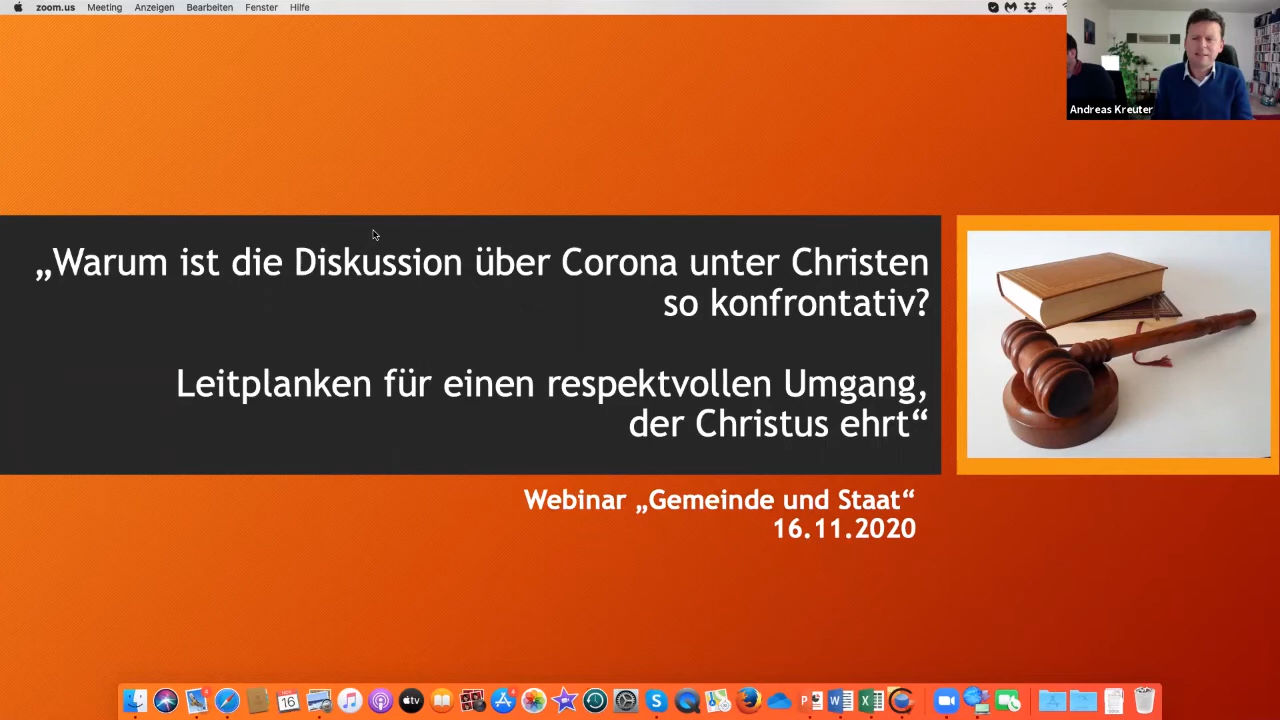 zoom.us Meeting Anzeigen Bearbeiten Fenster Hilfe
Andreas Kreuter
„Warum ist die Diskussion über Corona unter Christen
so konfrontativ?
Leitplanken für einen respektvollen Umgang,
der Christus ehrt“
Webinar „Gemeinde und Staat“
16.11.2020